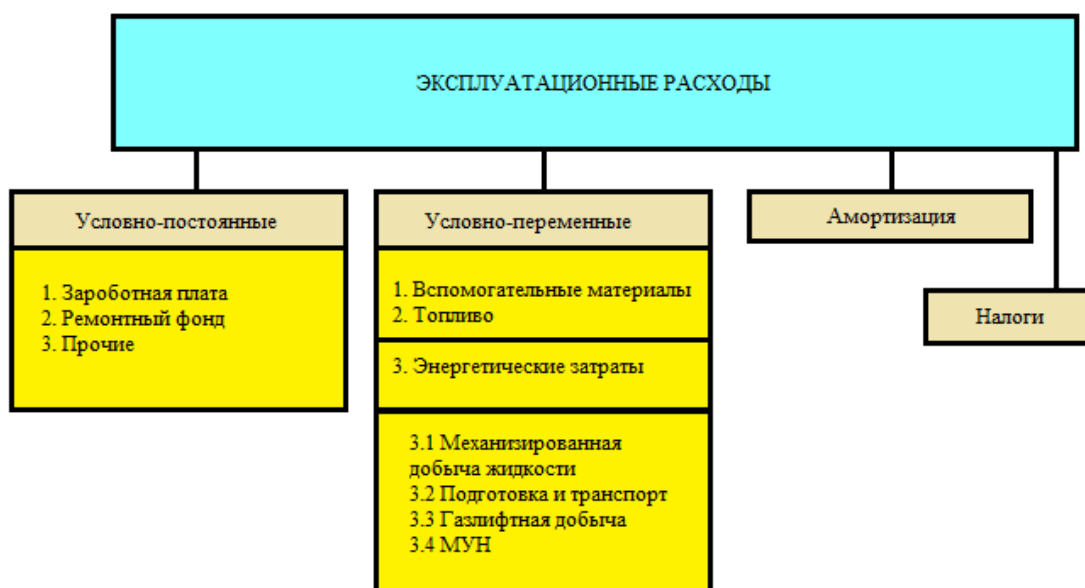 ЭКСПЛУАТАЦИОННЫЕ РАСХОДЫ
Условно-постоянные
1. Зароботная плата
2. Ремонтный фонд
3. Прочие
Условно-переменные
1. Вспомогательные материалы
2. Топливо
3. Энергетические затраты
3.1 Механизированная
добыча жидкости
3.2 Подготовка и транспорт
3.3 Газлифтная добыча
3.4 МУН
Амортизация
Налоги